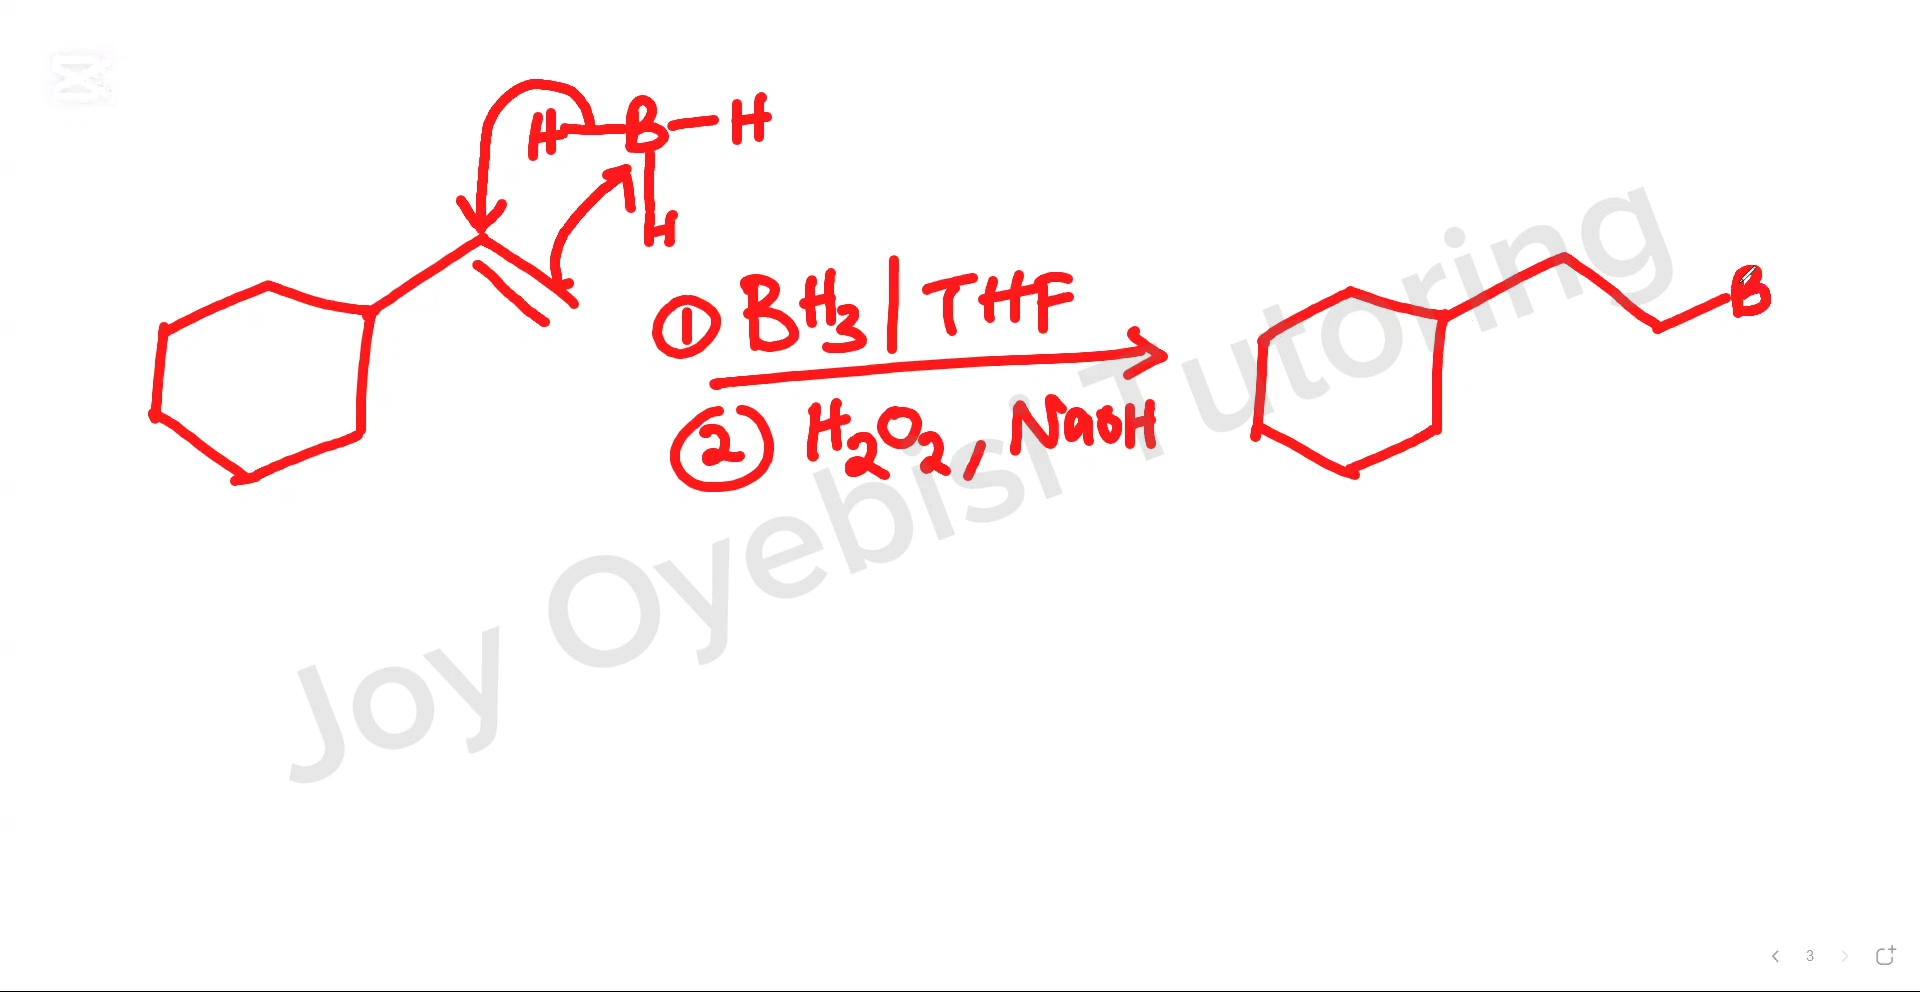 H B H
H
① BH3 | THF
② H2O2, NaOH
B
Joy Oyebisi Tutoring
3